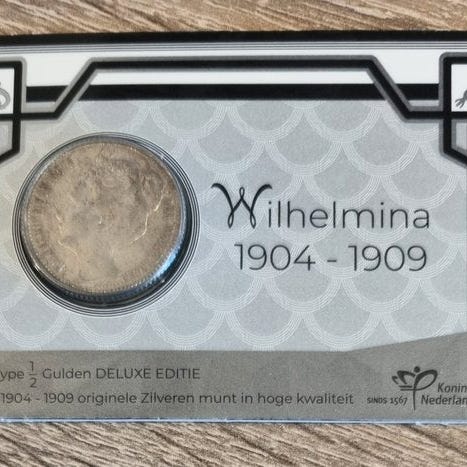 Wilhelmina
1904 - 1909
ype 1/2 Gulden DELUXE EDITIE
1904 - 1909 originele Zilveren munt in hoge kwaliteit
SINDS 1567
Konin
Nederlan